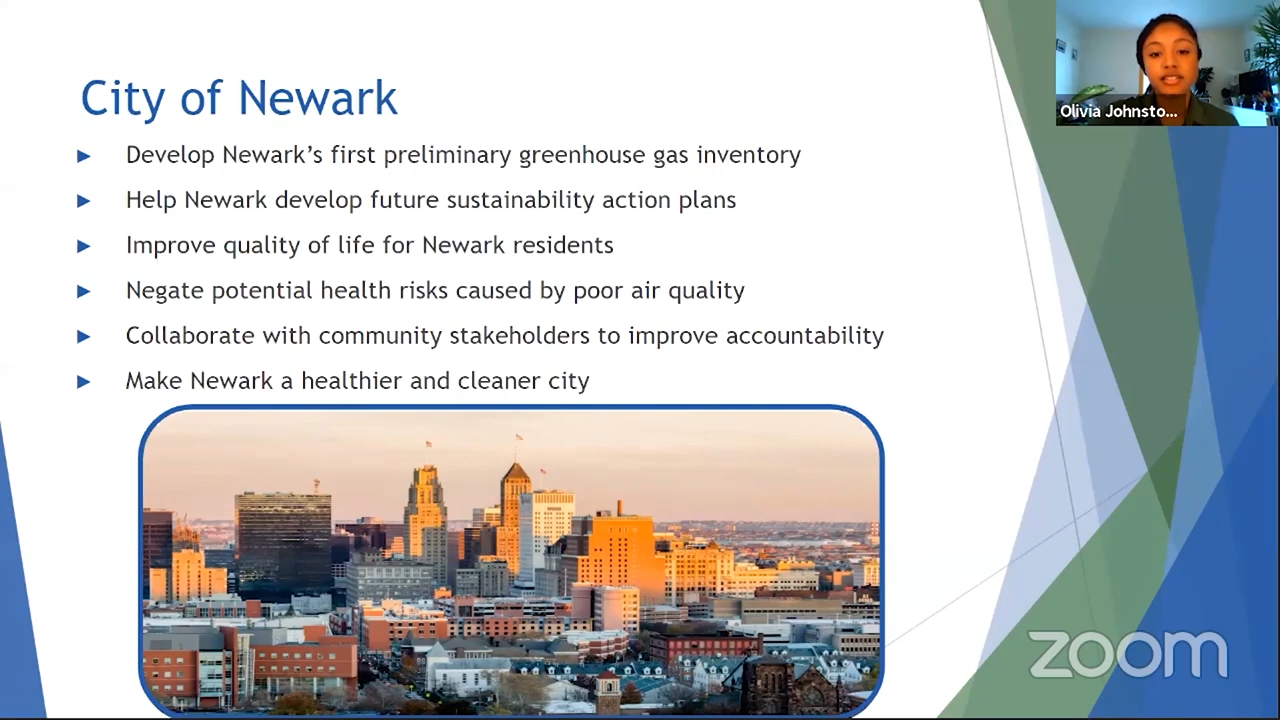 City of Newark
Develop Newark’s first preliminary greenhouse gas inventory
Help Newark develop future sustainability action plans
Improve quality of life for Newark residents
Negate potential health risks caused by poor air quality
Collaborate with community stakeholders to improve accountability
Make Newark a healthier and cleaner city
Olivia Johnsto...
zoom